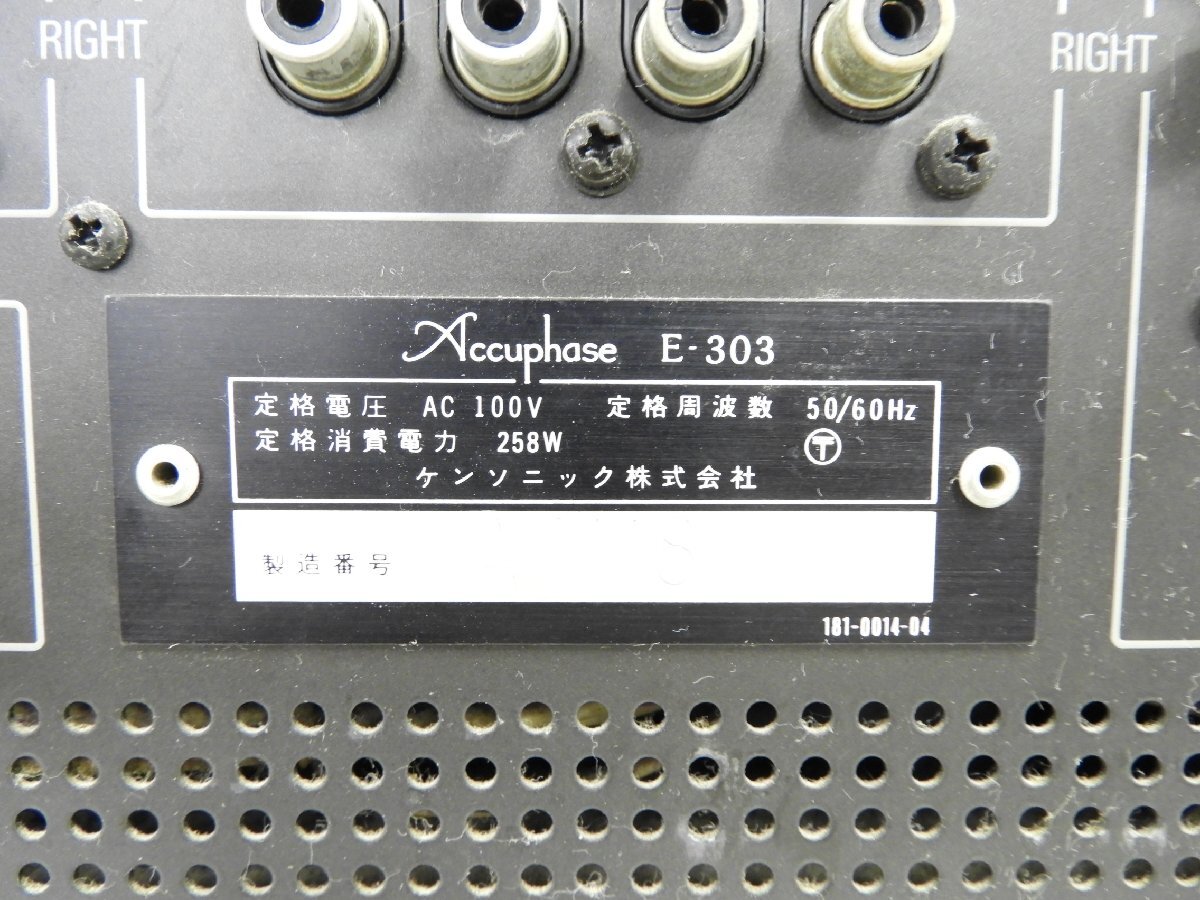 RIGHT
RIGHT
Accuphase E-303
定格電圧 AC 100V 定格周波数 50/60Hz
定格消費電力 258W 〒
ケンソニック株式会社
製造番号
181-0014-04